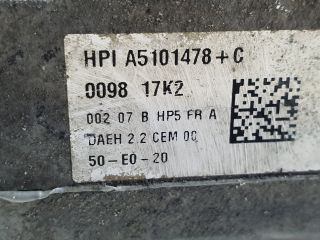 HPI A5101478+C
0098 17K2
002 07 B HP5 FR A
DAEH 2.2 CEM 00
50-E0-20